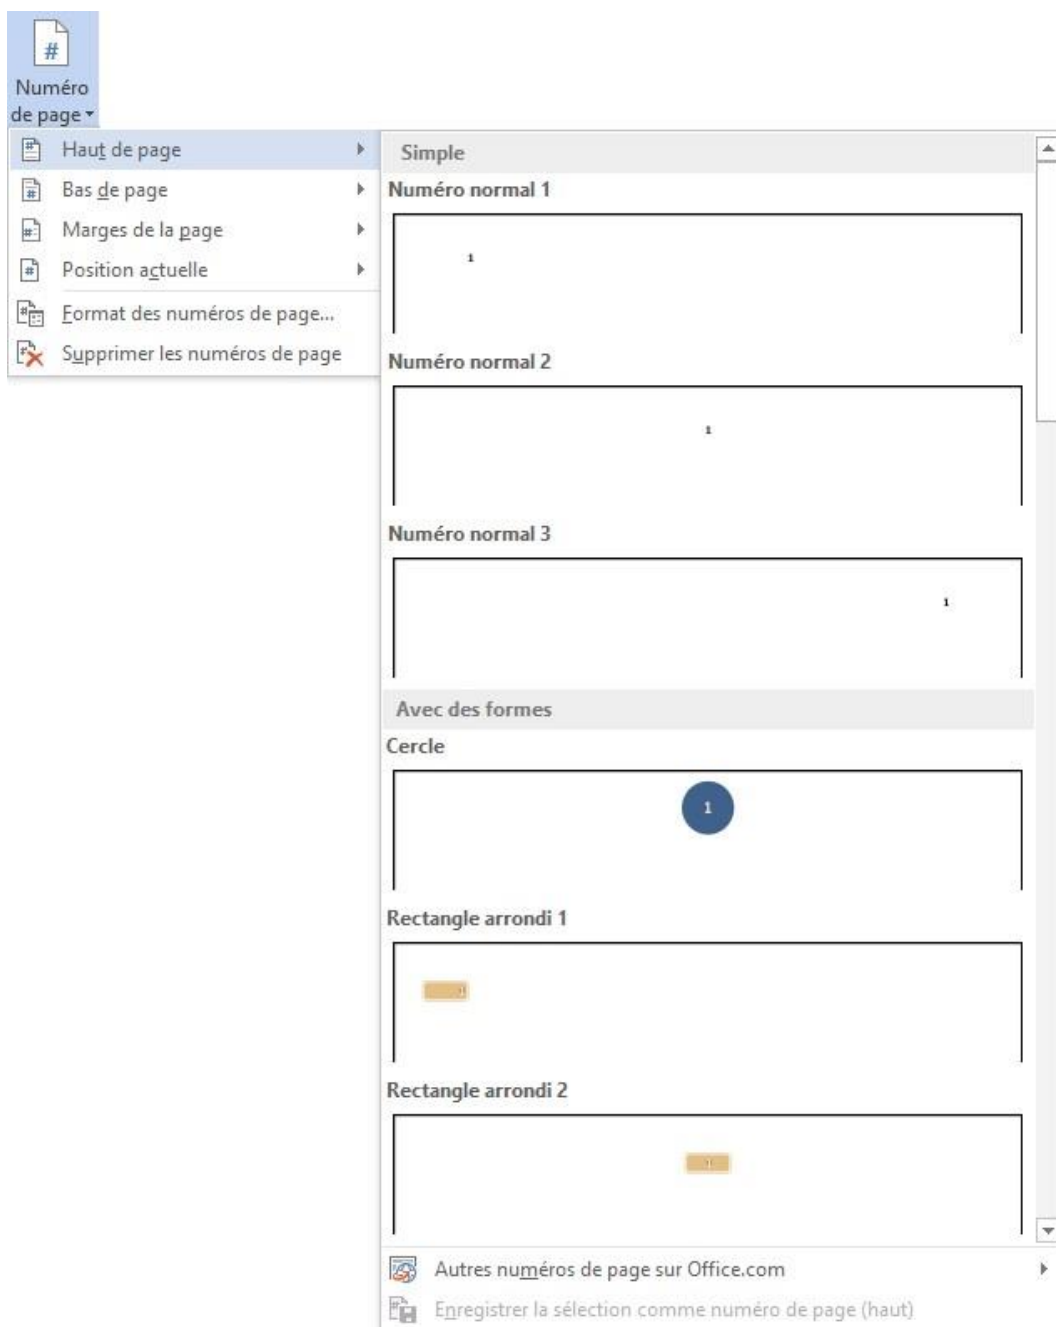 #
Numéro
de page
Haut de page
Bas de page
Marges de la page
Position actuelle
Format des numéros de page...
Supprimer les numéros de page
Simple
Numéro normal 1
1
Numéro normal 2
1
Numéro normal 3
1
Avec des formes
Cercle
1
Rectangle arrondi 1
1
Rectangle arrondi 2
1
Autres numéros de page sur Office.com
Enregistrer la sélection comme numéro de page (haut)